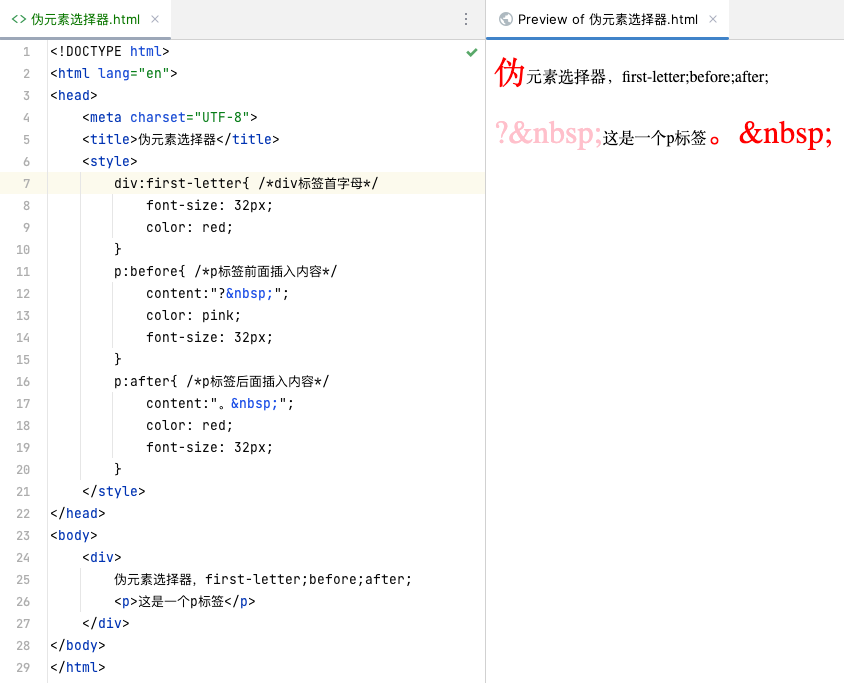 伪元素选择器.html
Preview of 伪元素选择器.html
1 <!DOCTYPE html>
2 <html lang="en">
3 <head>
4 <meta charset="UTF-8">
5 <title>伪元素选择器</title>
6 <style>
7 div:first-letter{ /*div标签首字母*/
8 font-size: 32px;
9 color: red;
10 }
11 p:before{ /*p标签前面插入内容*/
12 content:"?&nbsp;";
13 color: pink;
14 font-size: 32px;
15 }
16 p:after{ /*p标签后面插入内容*/
17 content:"。&nbsp;";
18 color: red;
19 font-size: 32px;
20 }
21 </style>
22 </head>
23 <body>
24 <div>
25 伪元素选择器，first-letter;before;after;
26 <p>这是一个p标签</p>
27 </div>
28 </body>
29 </html>
伪元素选择器，first-letter;before;after;
?&nbsp;这是一个p标签。&nbsp;